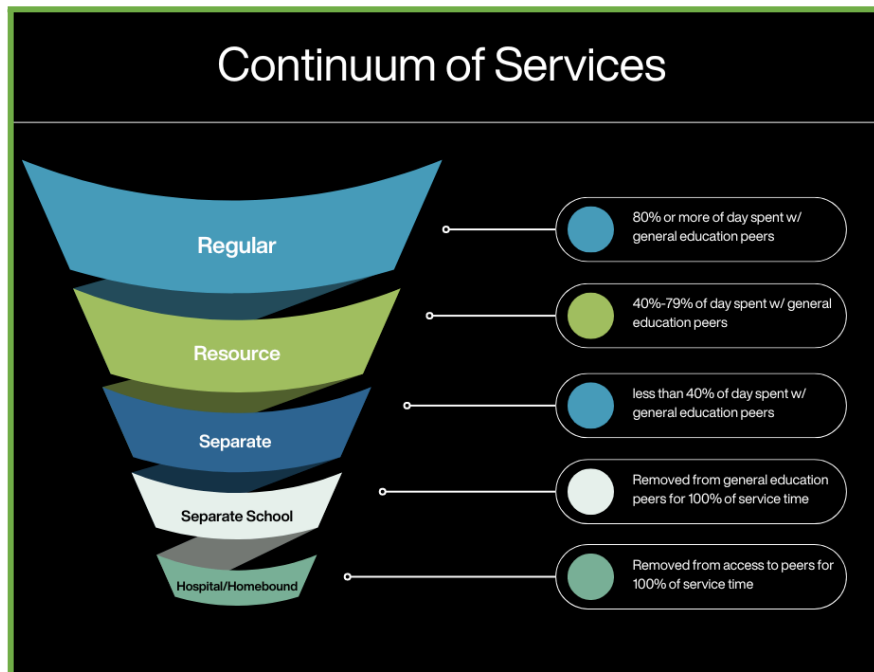 Continuum of Services
Regular
80% or more of day spent w/
general education peers
Resource
40%-79% of day spent w/ general
education peers
Separate
less than 40% of day spent w/
general education peers
Separate School
Removed from general education
peers for 100% of service time
Hospital/Homebound
Removed from access to peers for
100% of service time